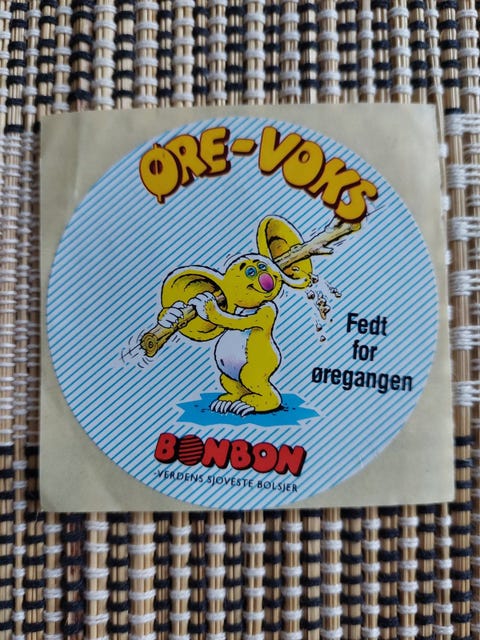 ØRE-VOKS
Fedt
for
øregangen
BONBON
-VERDENS SJOVESTE BOLSJER